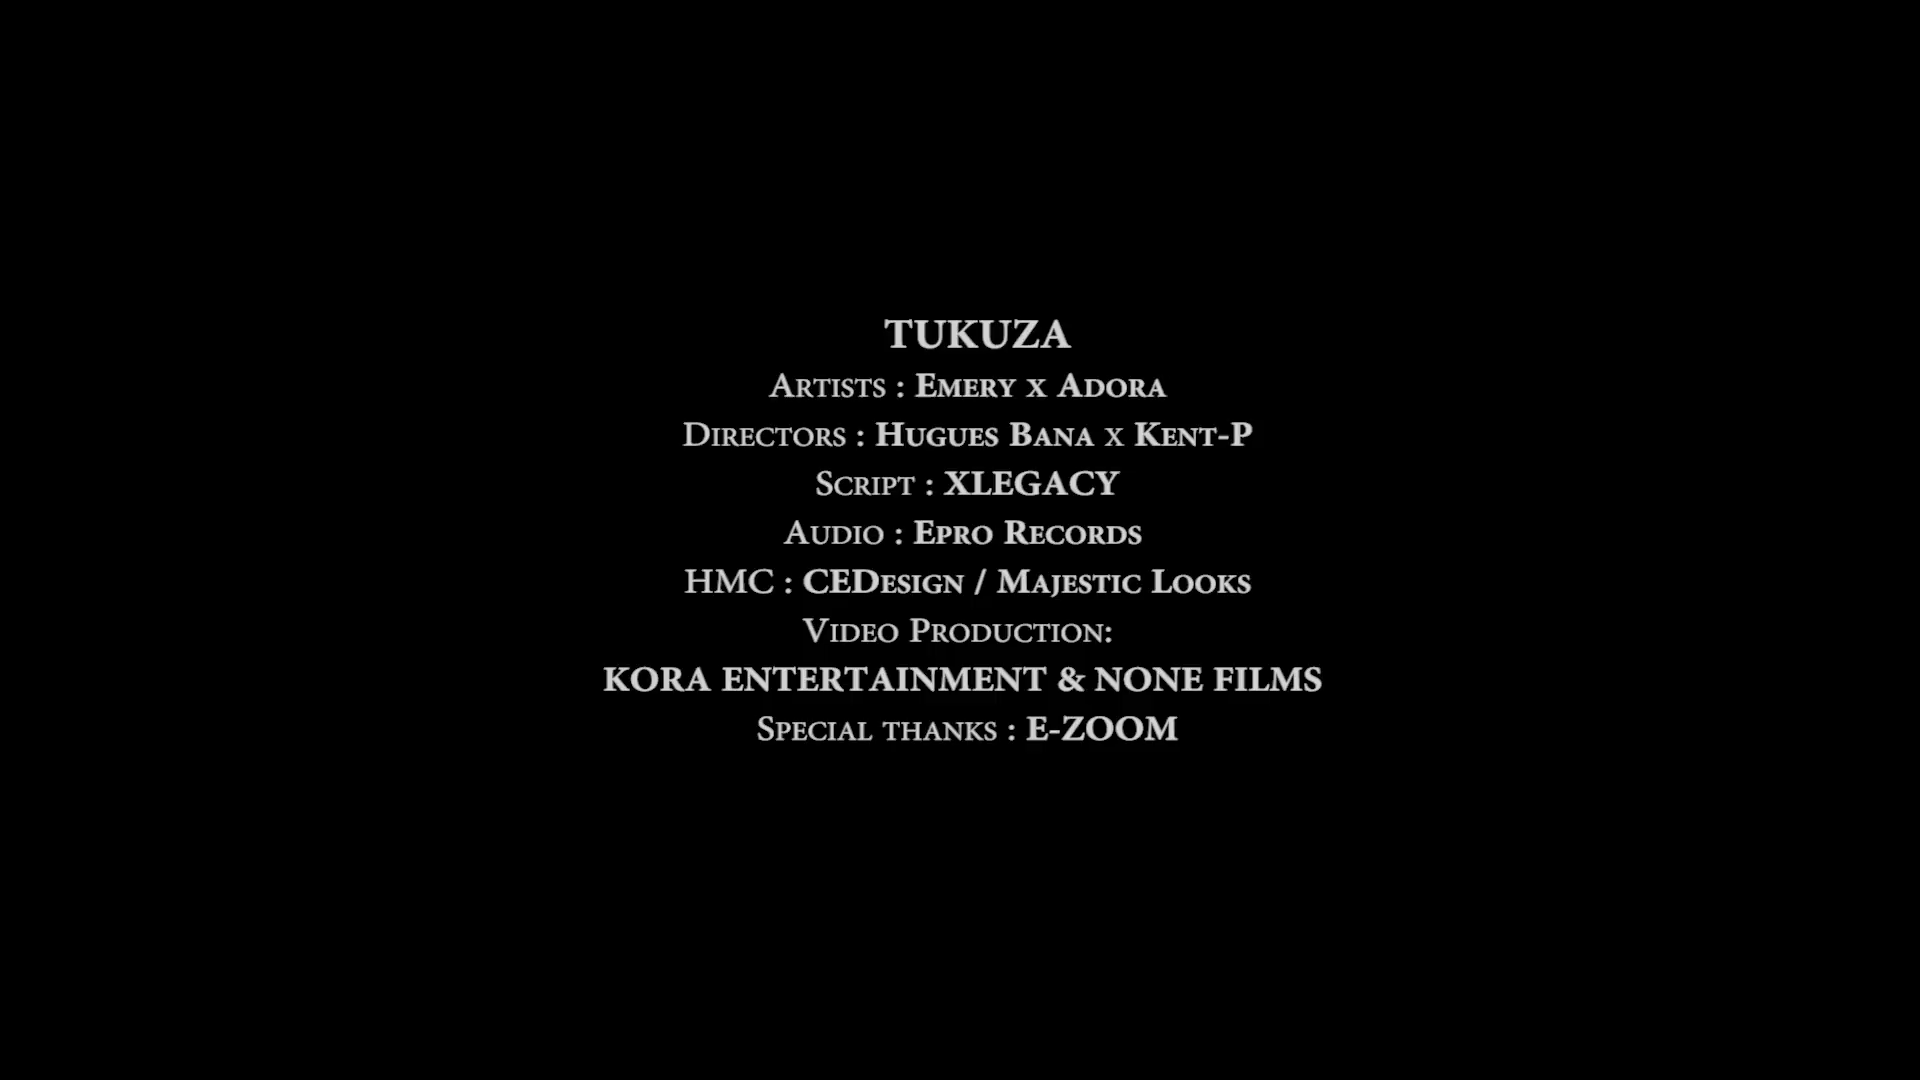 TUKUZA
Artists : Emery x Adora
Directors : Hugues Bana x Kent-P
Script : XLEGACY
Audio : Epro Records
HMC : CEDesign / Majestic Looks
Video Production:
KORA ENTERTAINMENT & NONE FILMS
Special thanks : E-ZOOM